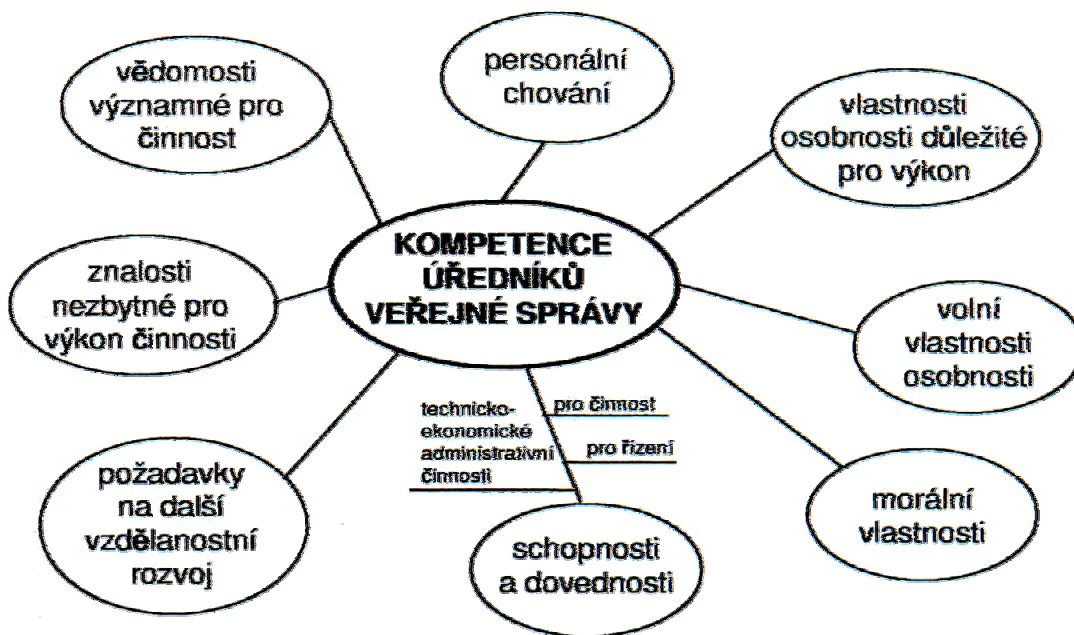 vědomosti
významné pro
činnost
personální
chování
vlastnosti
osobnosti důležité
pro výkon
KOMPETENCE
ÚŘEDNÍKŮ
VEŘEJNÉ SPRÁVY
znalosti
nezbytné pro
výkon činnosti
volní
vlastnosti
osobnosti
technicko-
ekonomické
administrativní
činnosti
pro činnost
pro řízení
požadavky
na další
vzdělanostní
rozvoj
schopnosti
a dovednosti
morální
vlastnosti